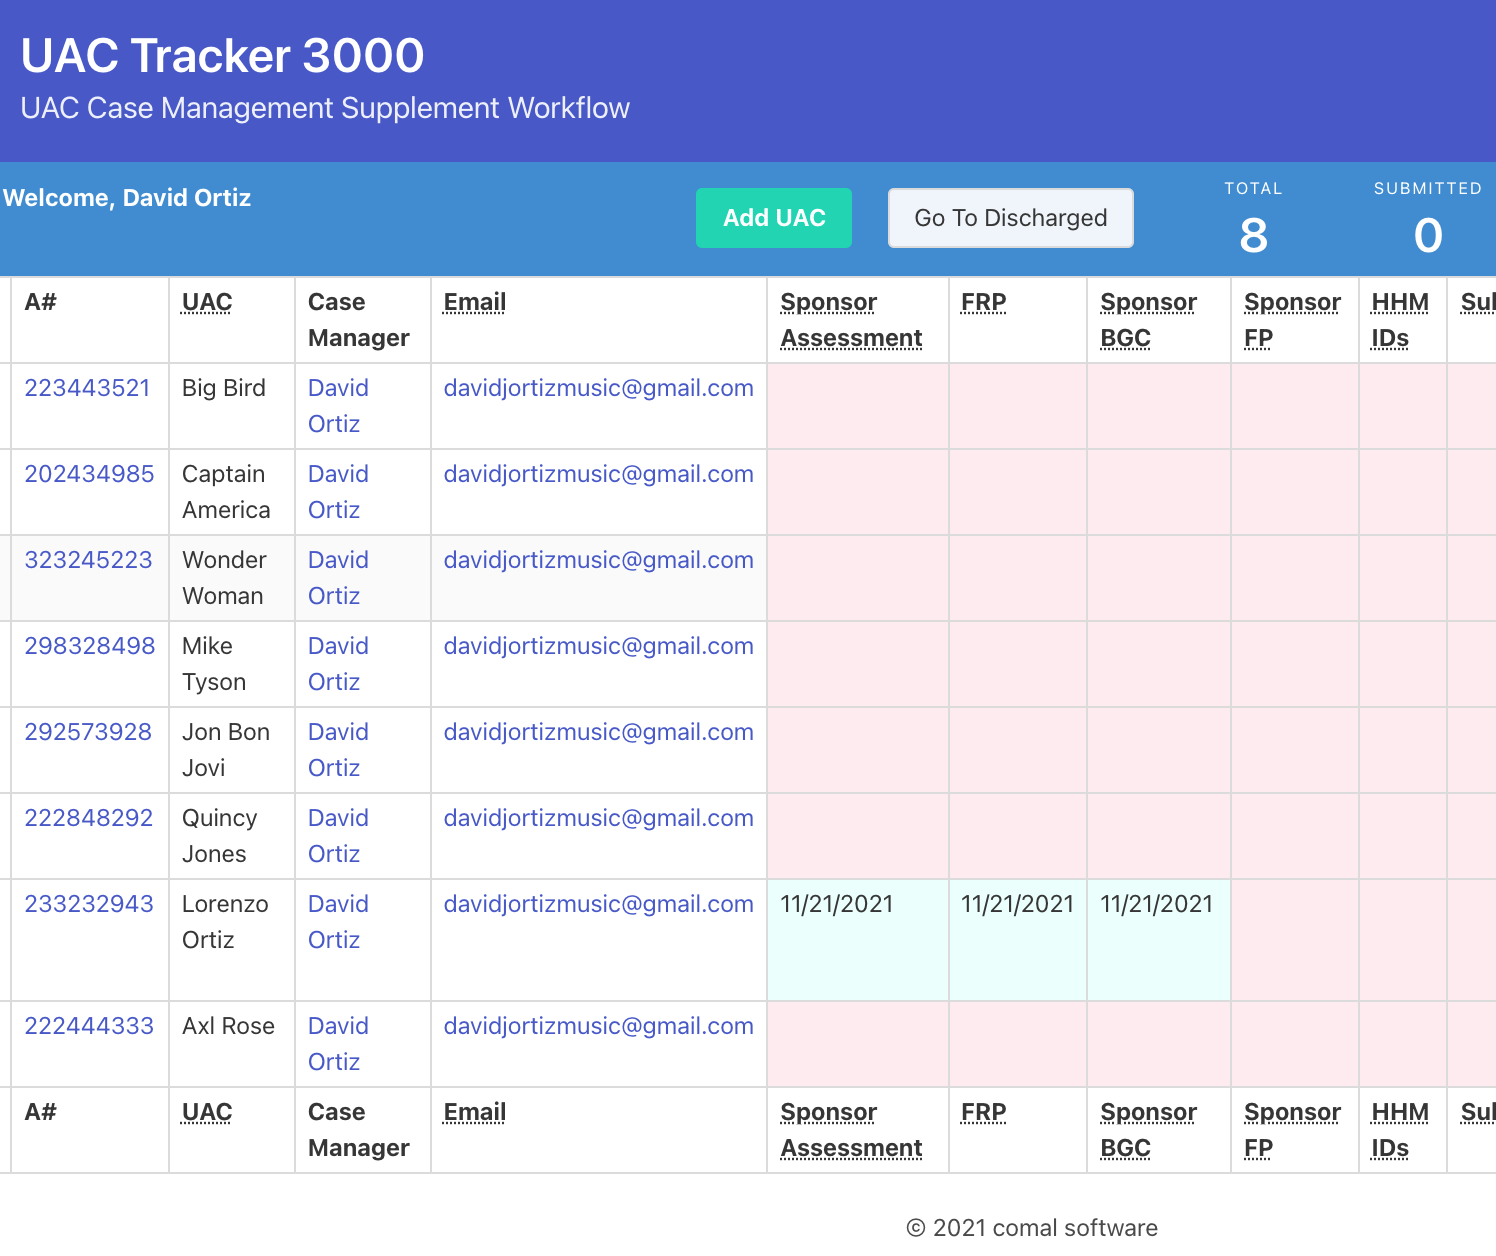 UAC Tracker 3000
UAC Case Management Supplement Workflow
Welcome, David Ortiz
Add UAC
Go To Discharged
TOTAL
8
SUBMITTED
0
A# UAC Case Manager Email Sponsor Assessment FRP Sponsor BGC Sponsor FP HHM IDs Sul
223443521 Big Bird David Ortiz davidjortizmusic@gmail.com
202434985 Captain America David Ortiz davidjortizmusic@gmail.com
323245223 Wonder Woman David Ortiz davidjortizmusic@gmail.com
298328498 Mike Tyson David Ortiz davidjortizmusic@gmail.com
292573928 Jon Bon Jovi David Ortiz davidjortizmusic@gmail.com
222848292 Quincy Jones David Ortiz davidjortizmusic@gmail.com
233232943 Lorenzo Ortiz David Ortiz davidjortizmusic@gmail.com 11/21/2021 11/21/2021 11/21/2021
222444333 Axl Rose David Ortiz davidjortizmusic@gmail.com
A# UAC Case Manager Email Sponsor Assessment FRP Sponsor BGC Sponsor FP HHM IDs Sul
© 2021 comal software